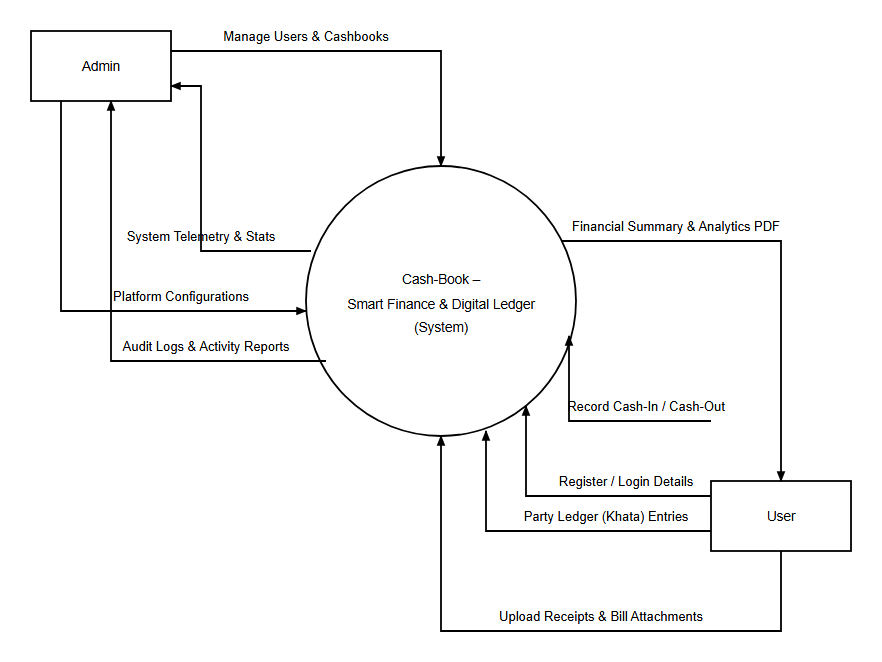 Manage Users & Cashbooks
Admin
System Telemetry & Stats
Financial Summary & Analytics PDF
Cash-Book –
Smart Finance & Digital Ledger
(System)
Platform Configurations
Audit Logs & Activity Reports
Record Cash-In / Cash-Out
Register / Login Details
Party Ledger (Khata) Entries
User
Upload Receipts & Bill Attachments